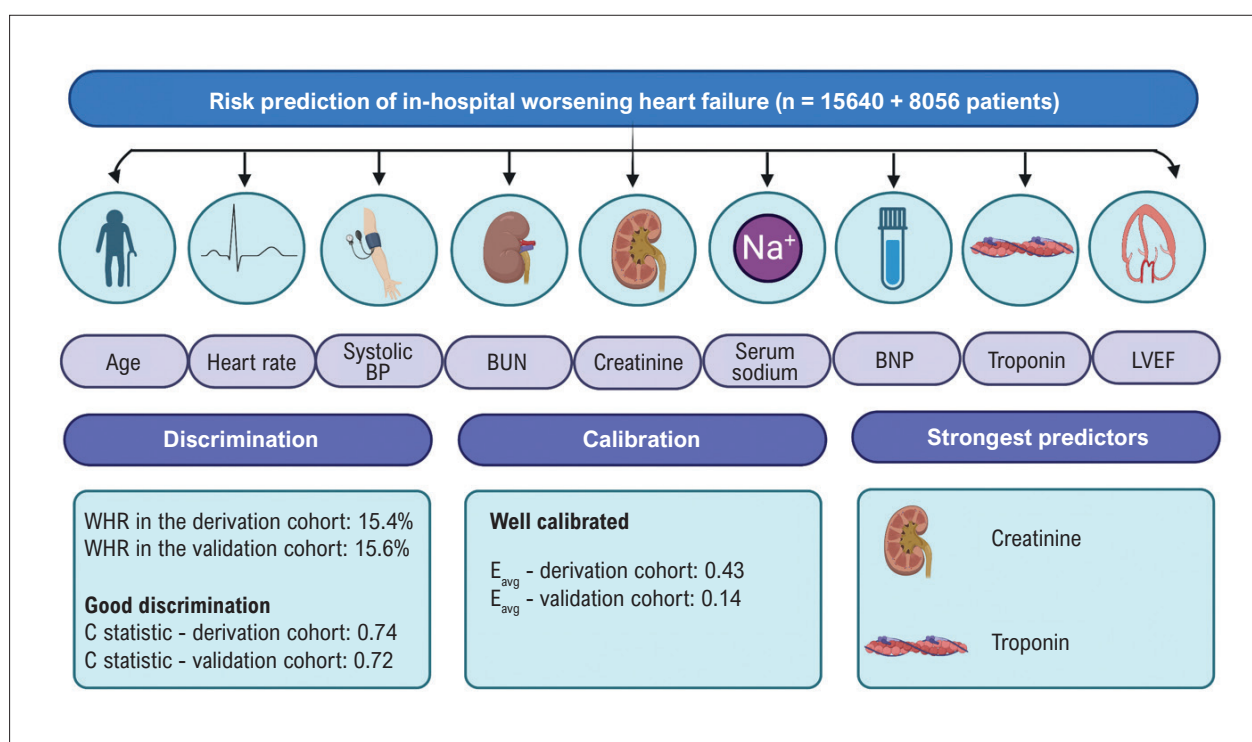 Risk prediction of in-hospital worsening heart failure (n = 15640 + 8056 patients)
Na⁺
Age
Heart rate
Systolic
BP
BUN
Creatinine
Serum
sodium
BNP
Troponin
LVEF
Discrimination
WHR in the derivation cohort: 15.4%
WHR in the validation cohort: 15.6%
Good discrimination
C statistic - derivation cohort: 0.74
C statistic - validation cohort: 0.72
Calibration
Well calibrated
E_avg - derivation cohort: 0.43
E_avg - validation cohort: 0.14
Strongest predictors
Creatinine
Troponin